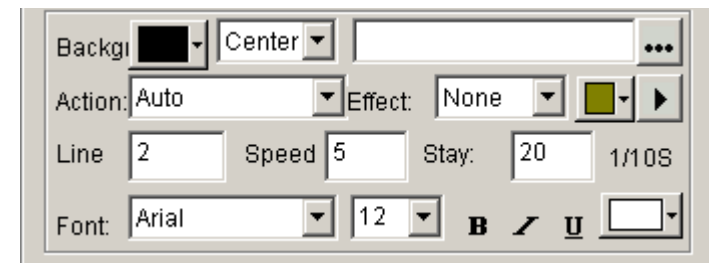 Backgı Center ...
Action: Auto Effect: None
Line 2 Speed 5 Stay: 20 1/10S
Font: Arial 12 B I U